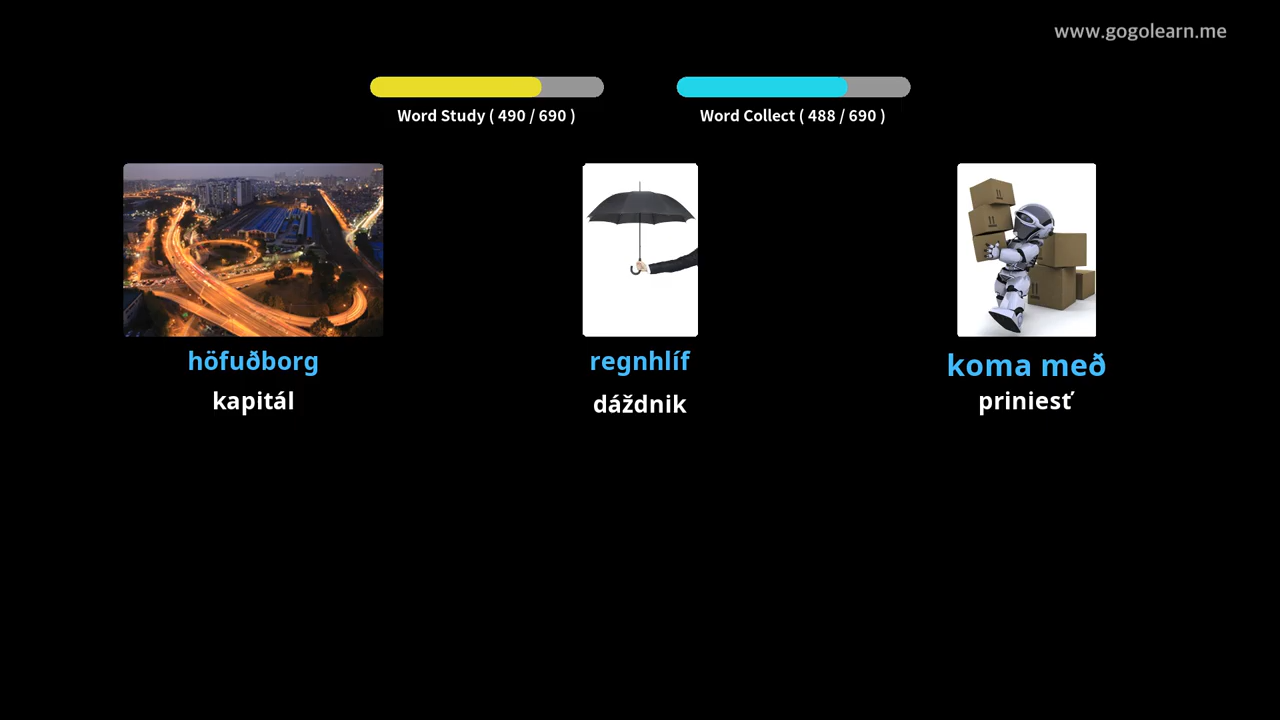 www.gogolearn.me
Word Study ( 490 / 690 )
Word Collect ( 488 / 690 )
höfuðborg
kapitál
regnhlíf
dáždnik
koma með
priniesť